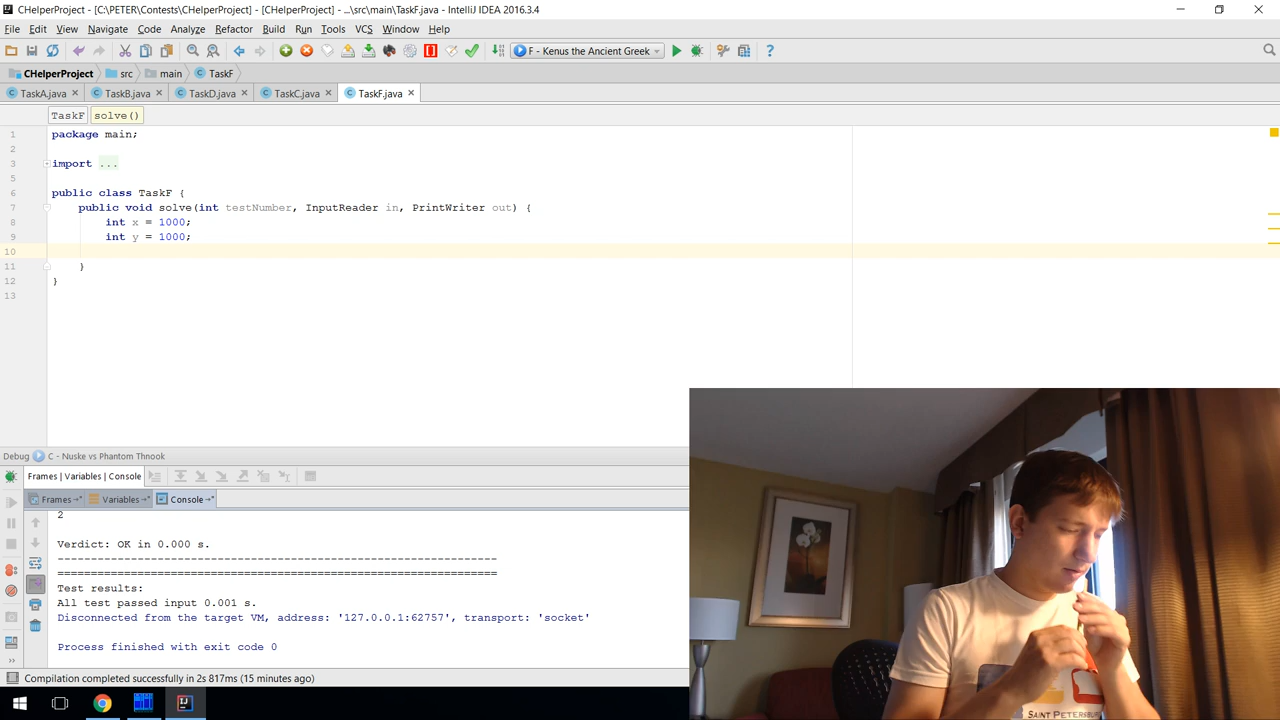 CHelperProject - [C:\PETER\Contests\CHelperProject] - [CHelperProject] - ...\src\main\TaskF.java - IntelliJ IDEA 2016.3.4
File Edit View Navigate Code Analyze Refactor Build Run Tools VCS Window Help
F - Kenus the Ancient Greek
CHelperProject src main TaskF
TaskA.java TaskB.java TaskD.java TaskC.java TaskF.java
TaskF solve()
1 package main;
2
3 import ...
5
6 public class TaskF {
7 public void solve(int testNumber, InputReader in, PrintWriter out) {
8 int x = 1000;
9 int y = 1000;
10
11 }
12 }
13
Debug C - Nuske vs Phantom Thnook
Frames | Variables | Console
Frames Variables Console
2
Verdict: OK in 0.000 s.
------------------------------------------------------------------
==================================================================
Test results:
All test passed input 0.001 s.
Disconnected from the target VM, address: '127.0.0.1:62757', transport: 'socket'
Process finished with exit code 0
Compilation completed successfully in 2s 817ms (15 minutes ago)
SAINT PETERSBU